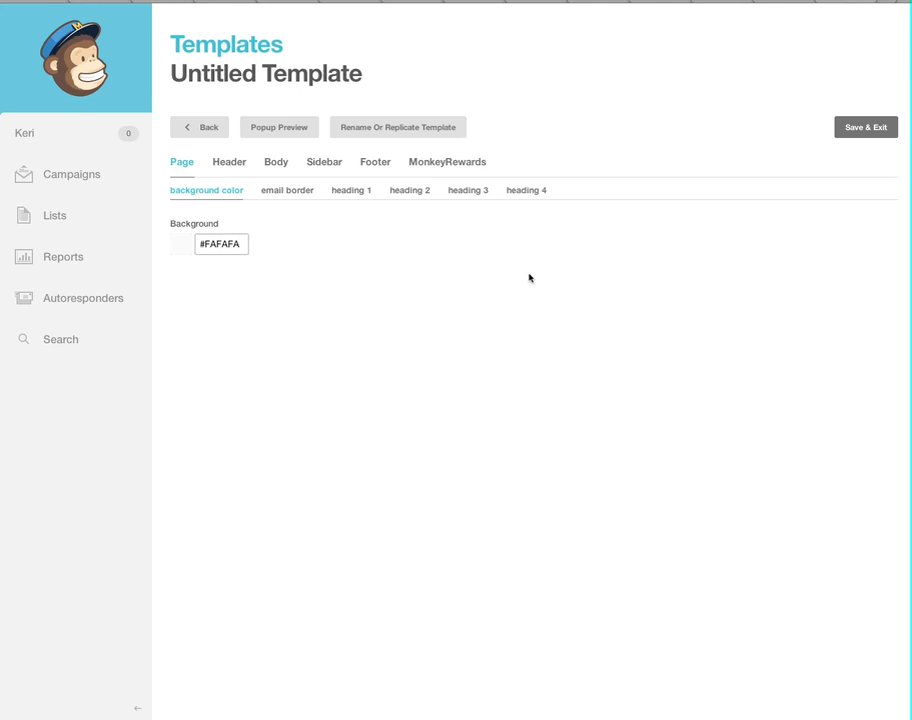 Templates
Untitled Template
Keri 0
Campaigns
Lists
Reports
Autoresponders
Search
Back Popup Preview Rename Or Replicate Template Save & Exit
Page Header Body Sidebar Footer MonkeyRewards
background color email border heading 1 heading 2 heading 3 heading 4
Background
#FAFAFA